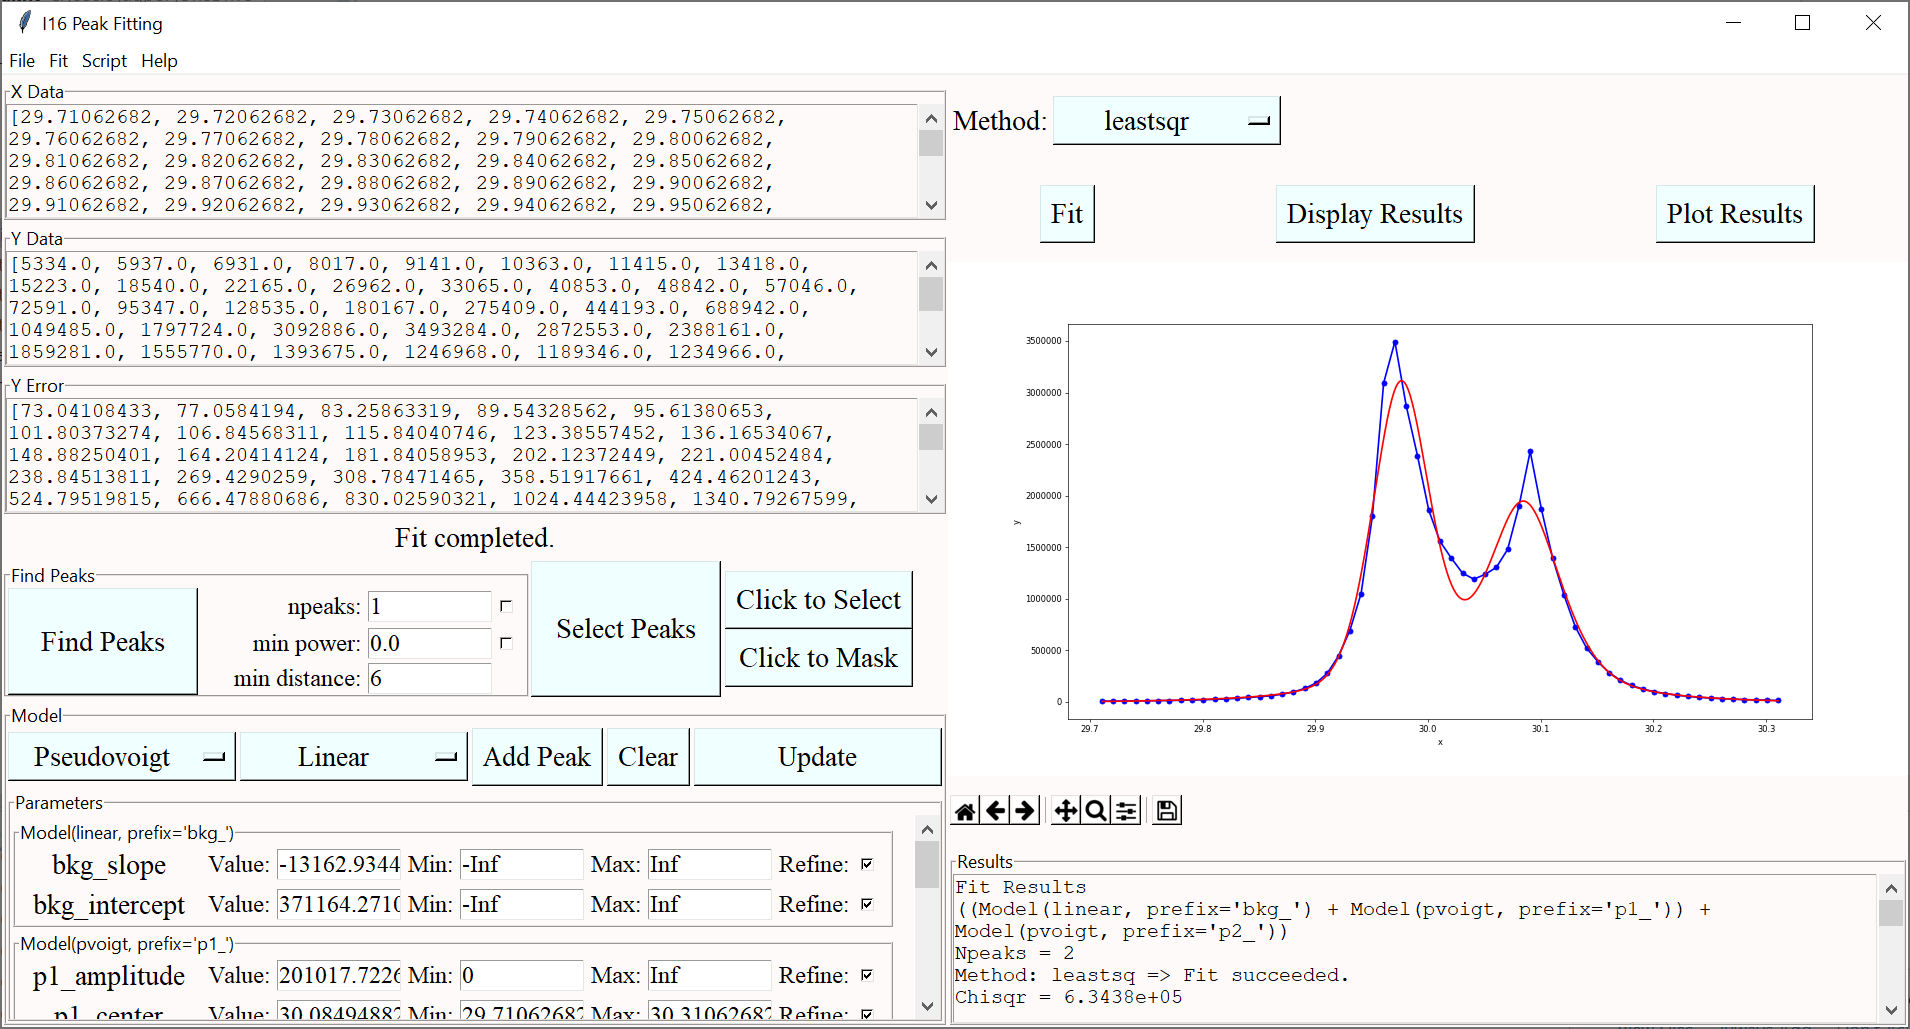 I16 Peak Fitting
File Fit Script Help
X Data
[29.71062682, 29.72062682, 29.73062682, 29.74062682, 29.75062682,
29.76062682, 29.77062682, 29.78062682, 29.79062682, 29.80062682,
29.81062682, 29.82062682, 29.83062682, 29.84062682, 29.85062682,
29.86062682, 29.87062682, 29.88062682, 29.89062682, 29.90062682,
29.91062682, 29.92062682, 29.93062682, 29.94062682, 29.95062682,
Y Data
[5334.0, 5937.0, 6931.0, 8017.0, 9141.0, 10363.0, 11415.0, 13418.0,
15223.0, 18540.0, 22165.0, 26962.0, 33065.0, 40853.0, 48842.0, 57046.0,
72591.0, 95347.0, 128535.0, 180167.0, 275409.0, 444193.0, 688942.0,
1049485.0, 1797724.0, 3092886.0, 3493284.0, 2872553.0, 2388161.0,
1859281.0, 1555770.0, 1393675.0, 1246968.0, 1189346.0, 1234966.0,
Y Error
[73.04108433, 77.0584194, 83.25863319, 89.54328562, 95.61380653,
101.80373274, 106.84568311, 115.84040746, 123.38557452, 136.16534067,
148.88250401, 164.20414124, 181.84058953, 202.12372449, 221.00452484,
238.84513811, 269.4290259, 308.78471465, 358.51917661, 424.46201243,
524.79519815, 666.47880686, 830.02590321, 1024.44423958, 1340.79267599,
Fit completed.
Find Peaks
Find Peaks
npeaks: 1
min power: 0.0
min distance: 6
Select Peaks
Click to Select
Click to Mask
Model
Pseudovoigt Linear Add Peak Clear Update
Parameters
Model(linear, prefix='bkg_')
bkg_slope Value: -13162.9344 Min: -Inf Max: Inf Refine:
bkg_intercept Value: 371164.2710 Min: -Inf Max: Inf Refine:
Model(pvoigt, prefix='p1_')
p1_amplitude Value: 201017.7226 Min: 0 Max: Inf Refine:
p1_center Value: 30.08494882 Min: 29.71062682 Max: 30.31062682 Refine:
Method: leastsqr
Fit Display Results Plot Results
3500000
3000000
2500000
2000000
1500000
1000000
500000
0
y
29.7 29.8 29.9 30.0 30.1 30.2 30.3
x
Results
Fit Results
((Model(linear, prefix='bkg_') + Model(pvoigt, prefix='p1_')) +
Model(pvoigt, prefix='p2_'))
Npeaks = 2
Method: leastsq => Fit succeeded.
Chisqr = 6.3438e+05